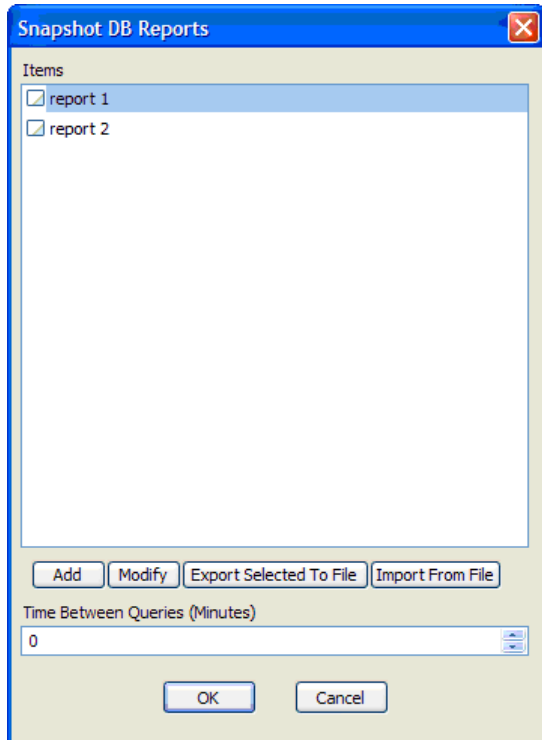 Snapshot DB Reports
Items
report 1
report 2
Add Modify Export Selected To File Import From File
Time Between Queries (Minutes)
0
OK Cancel